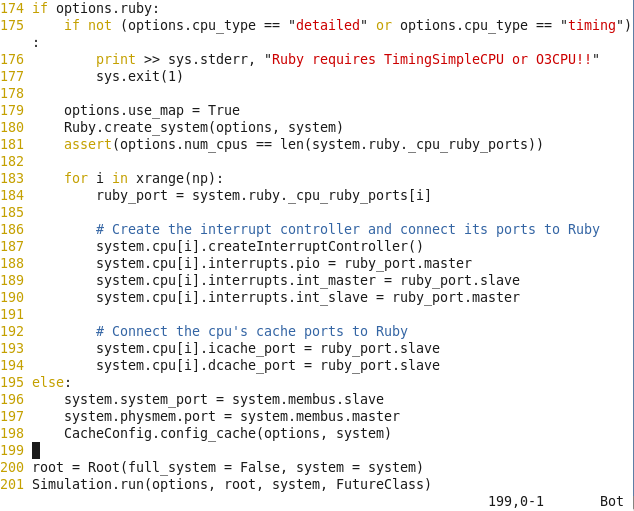 174 if options.ruby:
175     if not (options.cpu_type == "detailed" or options.cpu_type == "timing")
:
176         print >> sys.stderr, "Ruby requires TimingSimpleCPU or O3CPU!!"
177         sys.exit(1)
178
179     options.use_map = True
180     Ruby.create_system(options, system)
181     assert(options.num_cpus == len(system.ruby._cpu_ruby_ports))
182
183     for i in xrange(np):
184         ruby_port = system.ruby._cpu_ruby_ports[i]
185
186         # Create the interrupt controller and connect its ports to Ruby
187         system.cpu[i].createInterruptController()
188         system.cpu[i].interrupts.pio = ruby_port.master
189         system.cpu[i].interrupts.int_master = ruby_port.slave
190         system.cpu[i].interrupts.int_slave = ruby_port.master
191
192         # Connect the cpu's cache ports to Ruby
193         system.cpu[i].icache_port = ruby_port.slave
194         system.cpu[i].dcache_port = ruby_port.slave
195 else:
196     system.system_port = system.membus.slave
197     system.physmem.port = system.membus.master
198     CacheConfig.config_cache(options, system)
199
200 root = Root(full_system = False, system = system)
201 Simulation.run(options, root, system, FutureClass)
199,0-1       Bot